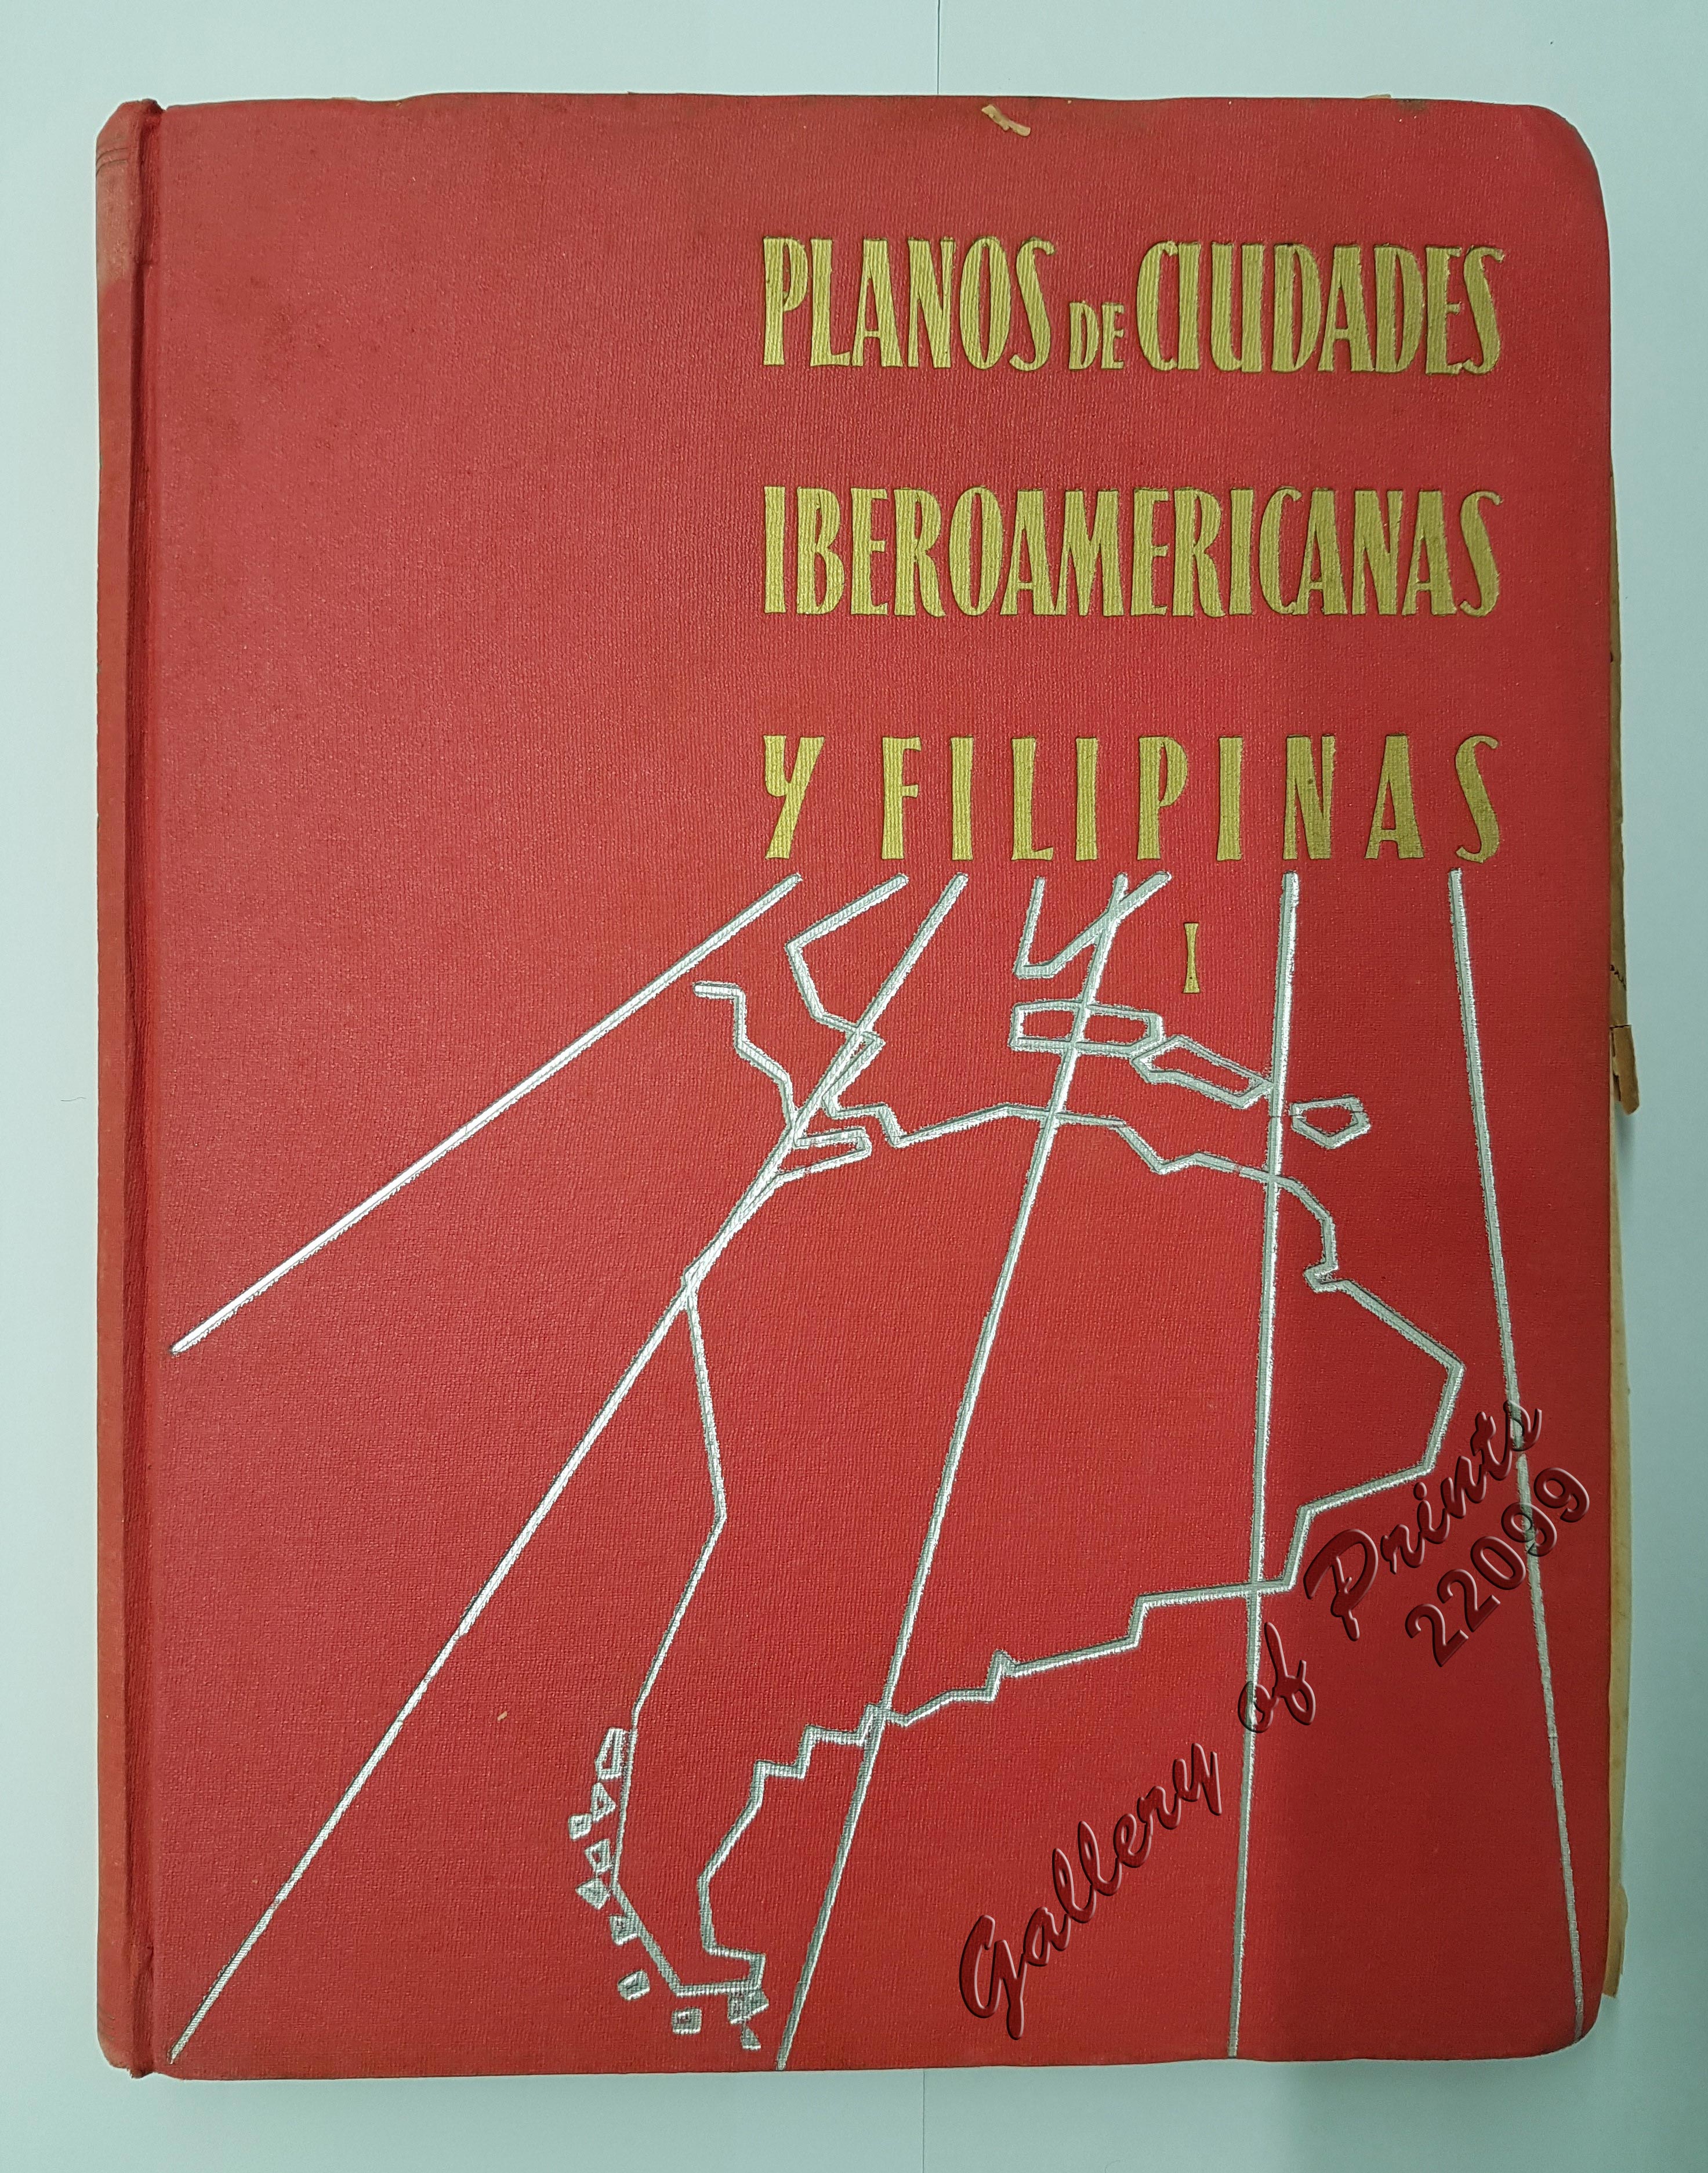 PLANOS DE CIUDADES
IBEROAMERICANAS
Y FILIPINAS
I
Gallery of Prints
22099